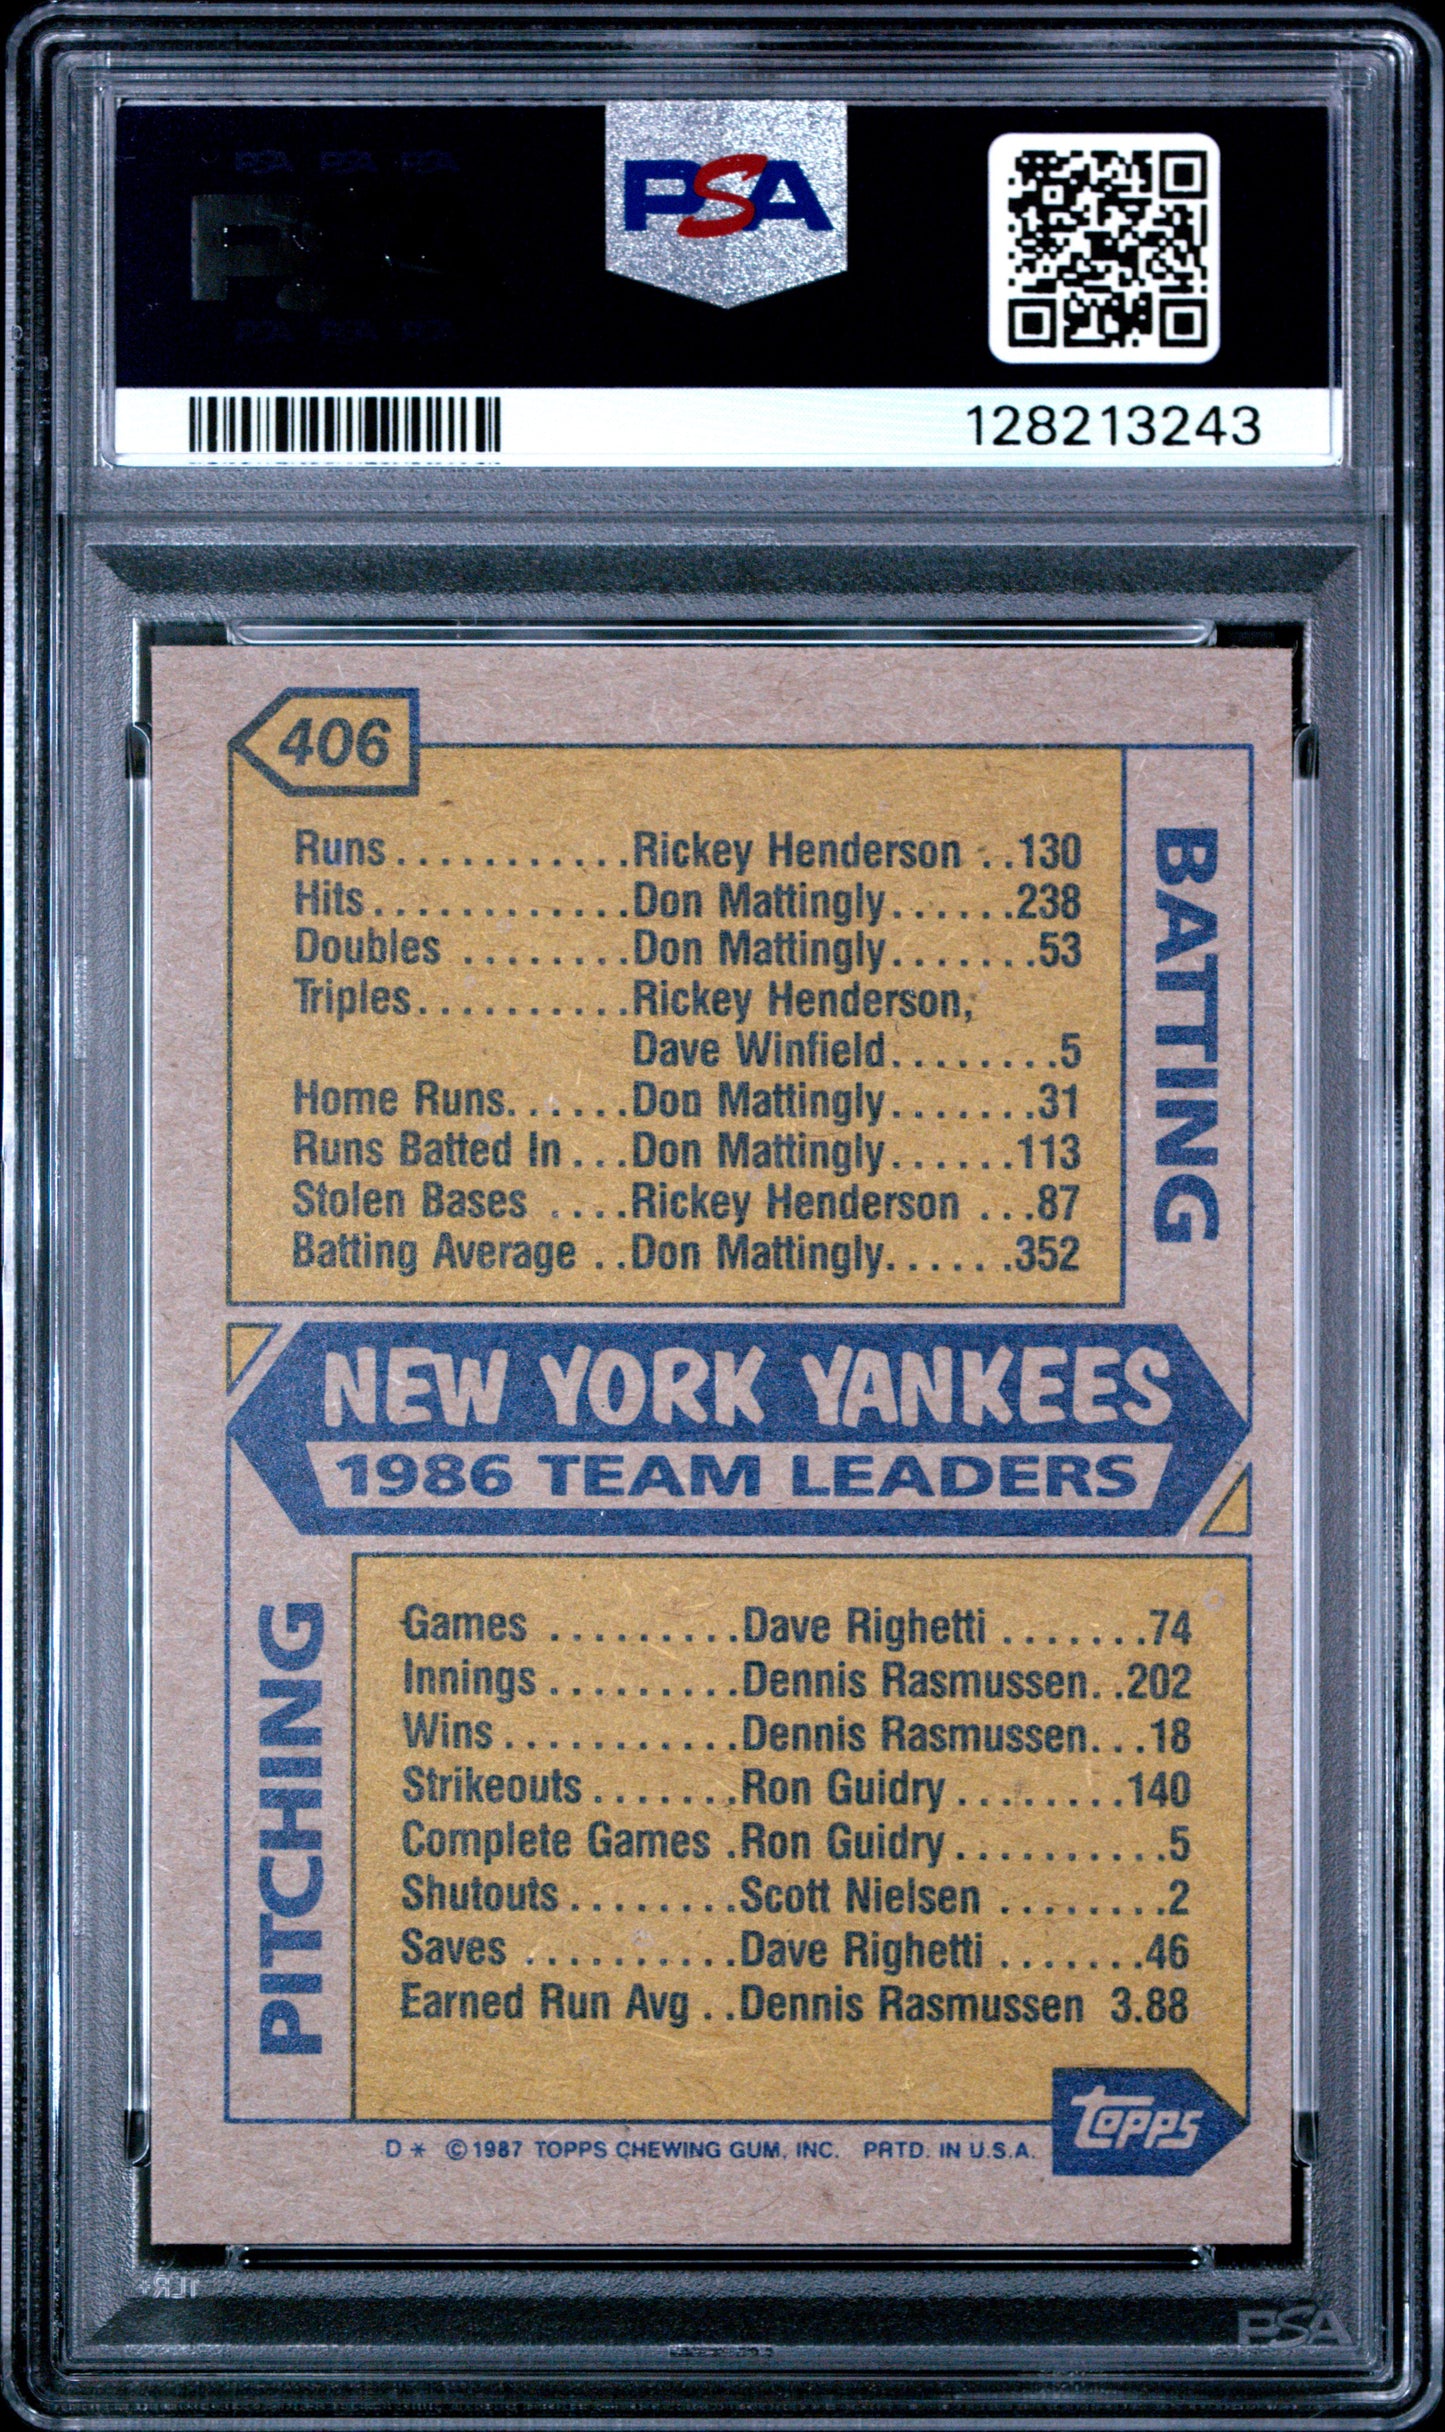 PSA
128213243
406
BATTING
Runs...........Rickey Henderson ..130
Hits.............Don Mattingly......238
Doubles ........Don Mattingly.......53
Triples..........Rickey Henderson,
Dave Winfield........5
Home Runs......Don Mattingly.......31
Runs Batted In...Don Mattingly......113
Stolen Bases ....Rickey Henderson ...87
Batting Average ..Don Mattingly......352
NEW YORK YANKEES
1986 TEAM LEADERS
PITCHING
Games .........Dave Righetti .......74
Innings.........Dennis Rasmussen..202
Wins...........Dennis Rasmussen...18
Strikeouts.......Ron Guidry ........140
Complete Games .Ron Guidry..........5
Shutouts........Scott Nielsen ........2
Saves ..........Dave Righetti .......46
Earned Run Avg ..Dennis Rasmussen 3.88
topps
D * © 1987 TOPPS CHEWING GUM, INC. PRTD. IN U.S.A.
PSA